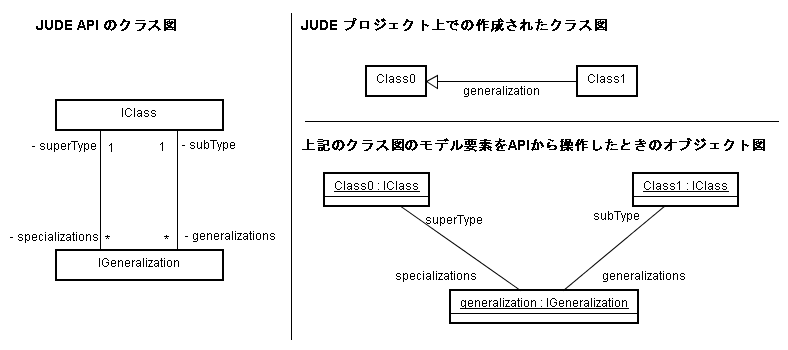 JUDE API のクラス図
IClass
- superType 1 1 - subType
- specializations * * - generalizations
IGeneralization
JUDE プロジェクト上での作成されたクラス図
Class0 Class1
generalization
上記のクラス図のモデル要素をAPIから操作したときのオブジェクト図
Class0 : IClass Class1 : IClass
superType subType
specializations generalizations
generalization : IGeneralization